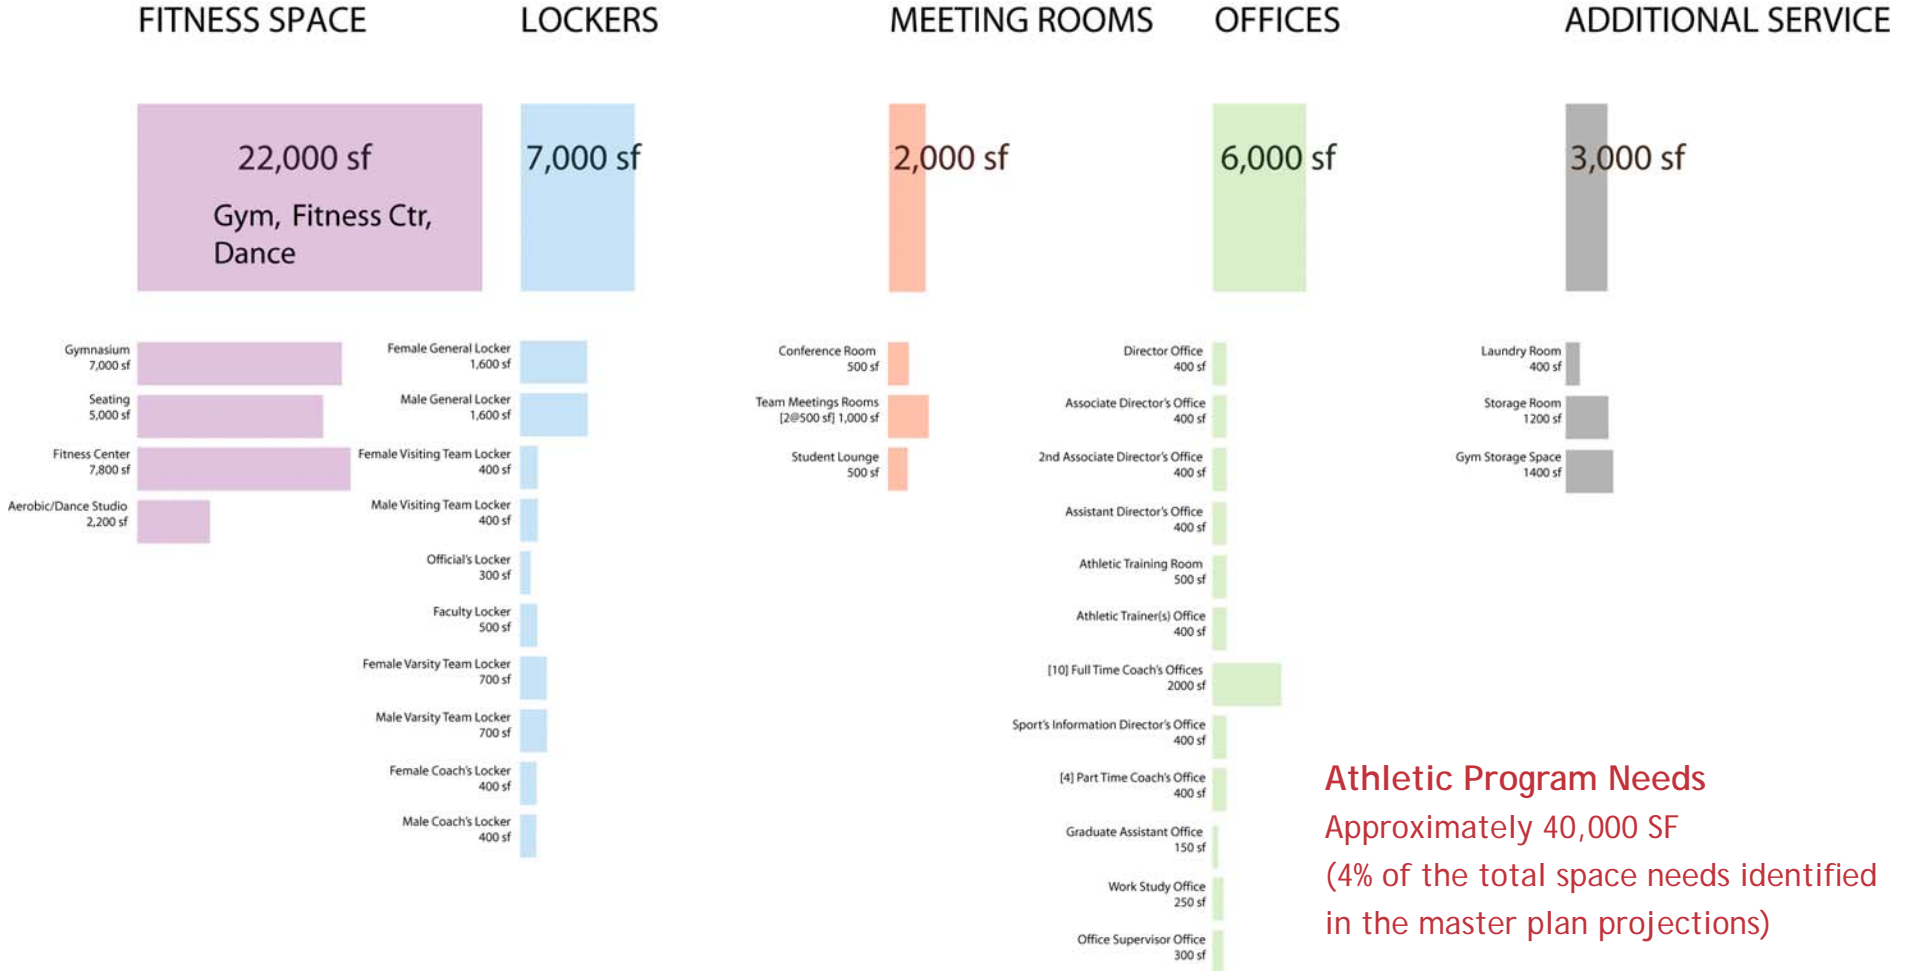 FITNESS SPACE
22,000 sf
Gym, Fitness Ctr,
Dance
Gymnasium
7,000 sf
Seating
5,000 sf
Fitness Center
7,800 sf
Aerobic/Dance Studio
2,200 sf
LOCKERS
7,000 sf
Female General Locker
1,600 sf
Male General Locker
1,600 sf
Female Visiting Team Locker
400 sf
Male Visiting Team Locker
400 sf
Official's Locker
300 sf
Faculty Locker
500 sf
Female Varsity Team Locker
700 sf
Male Varsity Team Locker
700 sf
Female Coach's Locker
400 sf
Male Coach's Locker
400 sf
MEETING ROOMS
2,000 sf
Conference Room
500 sf
Team Meetings Rooms
[2@500 sf] 1,000 sf
Student Lounge
500 sf
OFFICES
6,000 sf
Director Office
400 sf
Associate Director's Office
400 sf
2nd Associate Director's Office
400 sf
Assistant Director's Office
400 sf
Athletic Training Room
500 sf
Athletic Trainer(s) Office
400 sf
[10] Full Time Coach's Offices
2000 sf
Sport's Information Director's Office
400 sf
[4] Part Time Coach's Office
400 sf
Graduate Assistant Office
150 sf
Work Study Office
250 sf
Office Supervisor Office
300 sf
ADDITIONAL SERVICE
3,000 sf
Laundry Room
400 sf
Storage Room
1200 sf
Gym Storage Space
1400 sf
Athletic Program Needs
Approximately 40,000 SF
(4% of the total space needs identified
in the master plan projections)